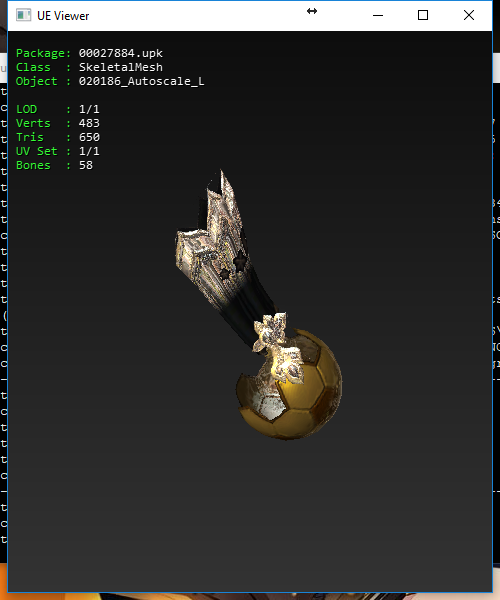 UE Viewer
Package: 00027884.upk
Class : SkeletalMesh
Object : 020186_Autoscale_L
LOD : 1/1
Verts : 483
Tris : 650
UV Set : 1/1
Bones : 58